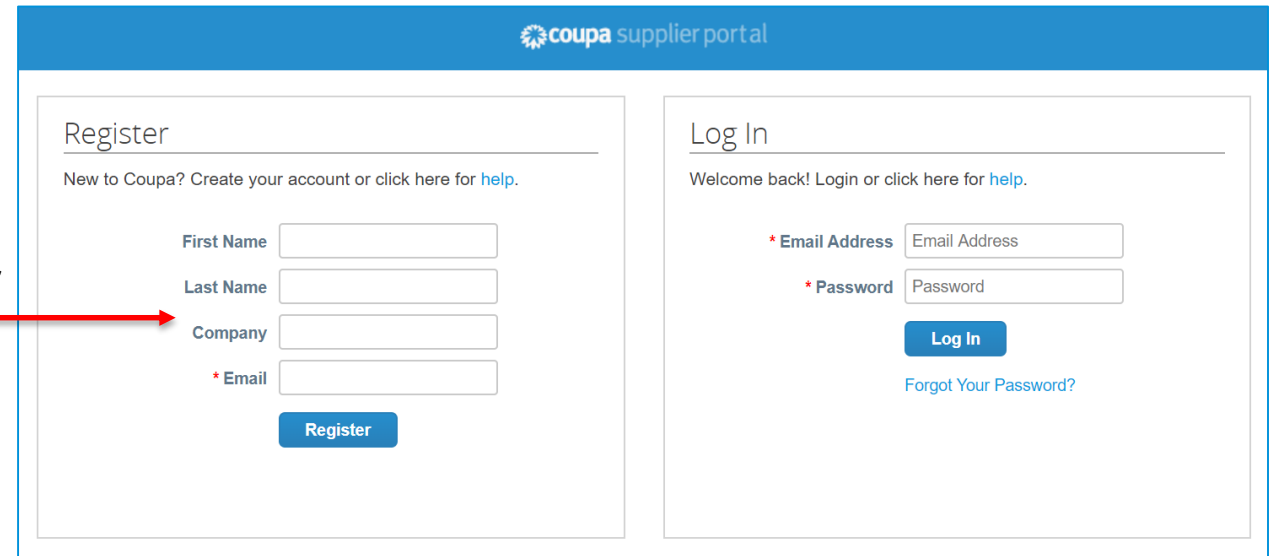 coupa supplier portal
Register
New to Coupa? Create your account or click here for help.
First Name
Last Name
Company
* Email
Register
Log In
Welcome back! Login or click here for help.
* Email Address Email Address
* Password Password
Log In
Forgot Your Password?